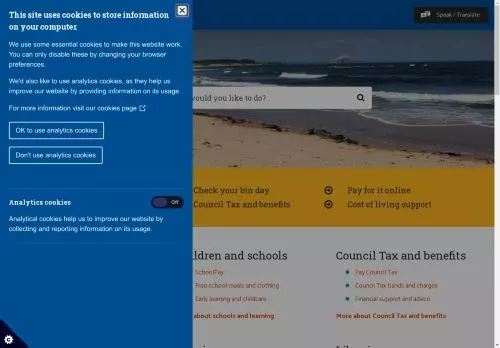 This site uses cookies to store information
on your computer
We use some essential cookies to make this website work.
You can only disable these by changing your browser
preferences.
We'd also like to use analytics cookies, as they help us
improve our website by providing information on its usage
For more information visit our cookies page
OK to use analytics cookies
Don't use analytics cookies
Analytics cookies
Off
Analytical cookies help us to improve our website by
collecting and reporting information on its usage.
Speak / Translate
would you like to do?
Check your bin day
Pay for it online
Council Tax and benefits
Cost of living support
ldren and schools
Council Tax and benefits
SchoolPay
Pay Council Tax
Free school meals and clothing
Council Tax bands and charges
Early learning and childcare
Financial support and advice
about schools and learning
More about Council Tax and benefits